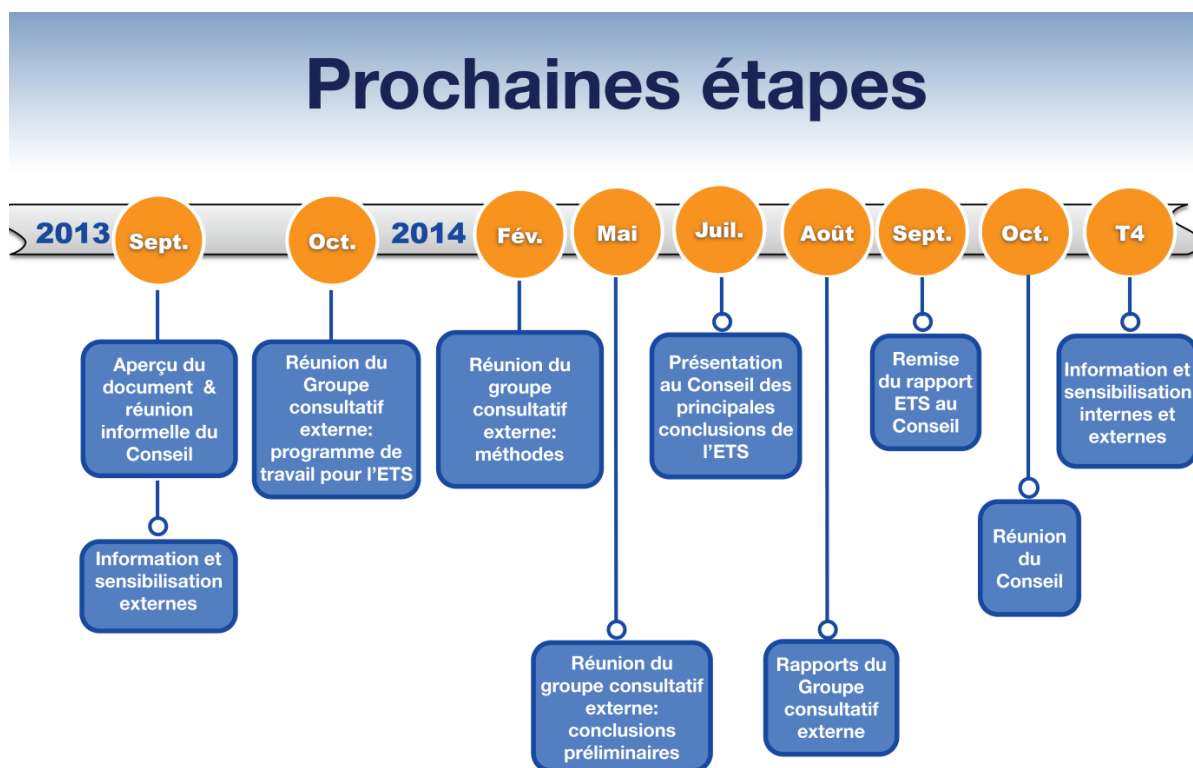 Prochaines étapes
2013
Sept.
Oct.
2014
Fév.
Mai
Juil.
Août
Sept.
Oct.
T4
Aperçu du
document & 
réunion
informelle du
Conseil
Information et
sensibilisation
externes
Réunion du
Groupe
consultatif
externe:
programme de
travail pour l’ETS
Réunion du
groupe
consultatif
externe:
méthodes
Réunion du
groupe consultatif
externe:
conclusions
préliminaires
Présentation
au Conseil des
principales
conclusions de
l’ETS
Rapports du
Groupe
consultatif
externe
Remise
du rapport
ETS au
Conseil
Réunion
du
Conseil
Information et
sensibilisation
internes et
externes